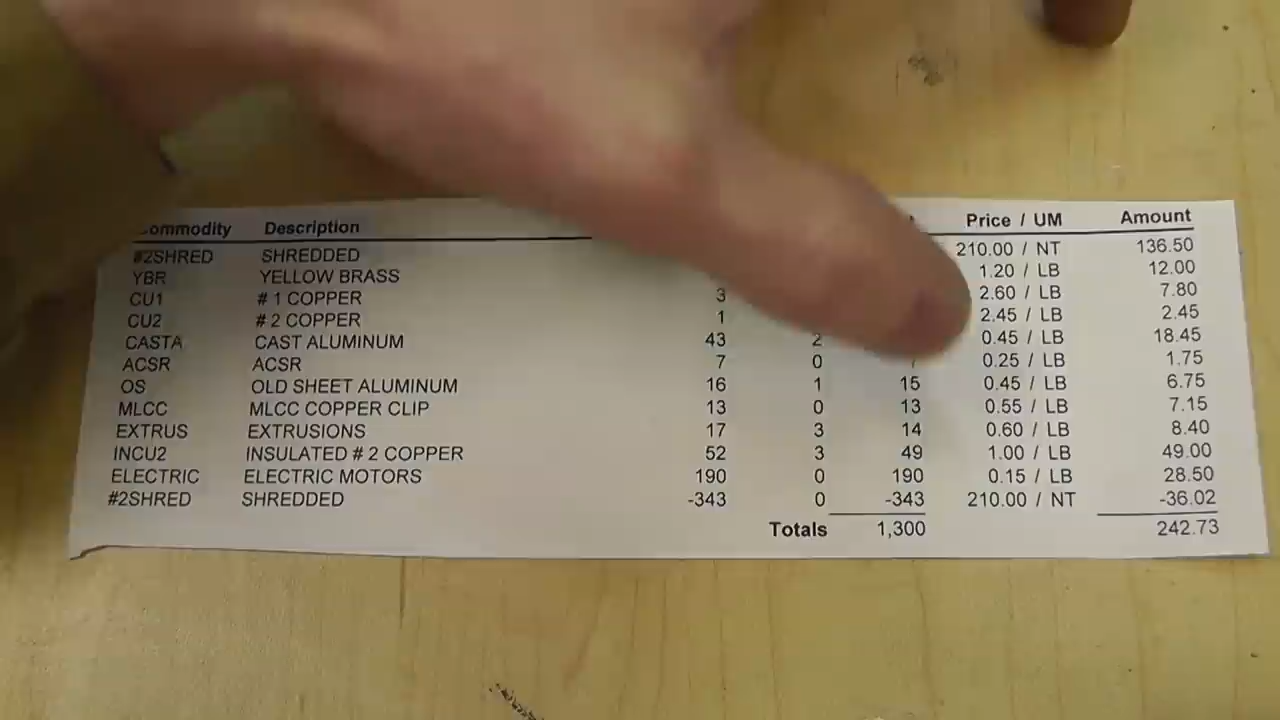 Commodity Description Price / UM Amount
#2SHRED SHREDDED 210.00 / NT 136.50
YBR YELLOW BRASS 1.20 / LB 12.00
CU1 # 1 COPPER 3 2.60 / LB 7.80
CU2 # 2 COPPER 1 2.45 / LB 2.45
CASTA CAST ALUMINUM 43 2 0.45 / LB 18.45
ACSR ACSR 7 0 7 0.25 / LB 1.75
OS OLD SHEET ALUMINUM 16 1 15 0.45 / LB 6.75
MLCC MLCC COPPER CLIP 13 0 13 0.55 / LB 7.15
EXTRUS EXTRUSIONS 17 3 14 0.60 / LB 8.40
INCU2 INSULATED # 2 COPPER 52 3 49 1.00 / LB 49.00
ELECTRIC ELECTRIC MOTORS 190 0 190 0.15 / LB 28.50
#2SHRED SHREDDED -343 0 -343 210.00 / NT -36.02
Totals 1,300 242.73